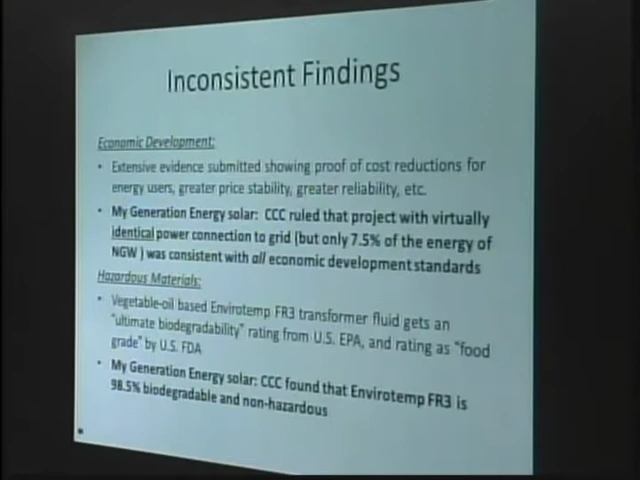 Inconsistent Findings
Economic Development:
• Extensive evidence submitted showing proof of cost reductions for
energy users, greater price stability, greater reliability, etc.
• My Generation Energy solar: CCC ruled that project with virtually
identical power connection to grid (but only 7.5% of the energy of
NGW ) was consistent with all economic development standards
Hazardous Materials:
• Vegetable-oil based Envirotemp FR3 transformer fluid gets an
"ultimate biodegradability" rating from U.S. EPA, and rating as "food
grade" by U.S. FDA
• My Generation Energy solar: CCC found that Envirotemp FR3 is
98.5% biodegradable and non-hazardous